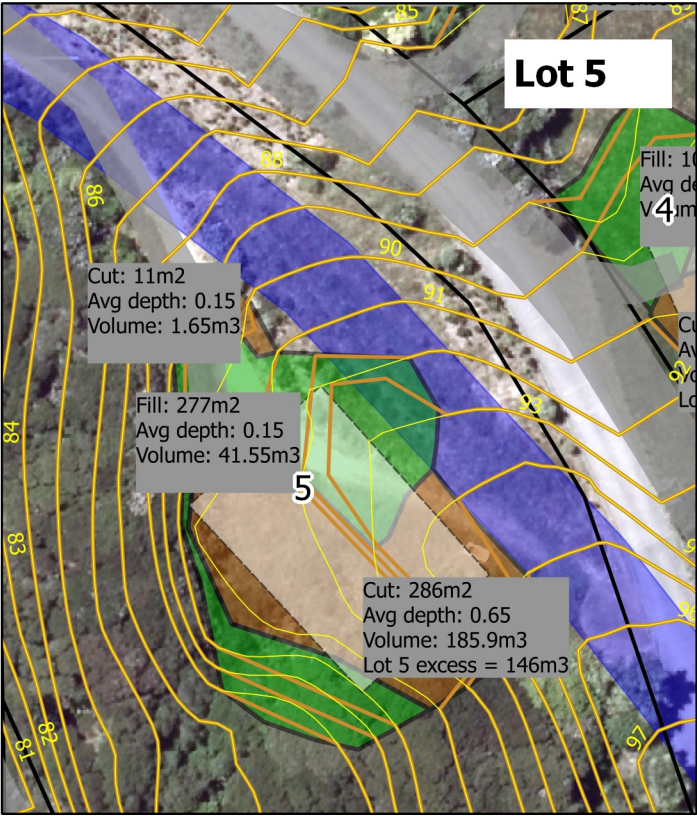 85
87
Lot 5
88
86
Fill: 10
4
90
91
Cut: 11m2
Avg depth: 0.15
Volume: 1.65m3
92
93
Fill: 277m2
Avg depth: 0.15
Volume: 41.55m3
84
5
83
Cut: 286m2
Avg depth: 0.65
Volume: 185.9m3
Lot 5 excess = 146m3
97
82
81